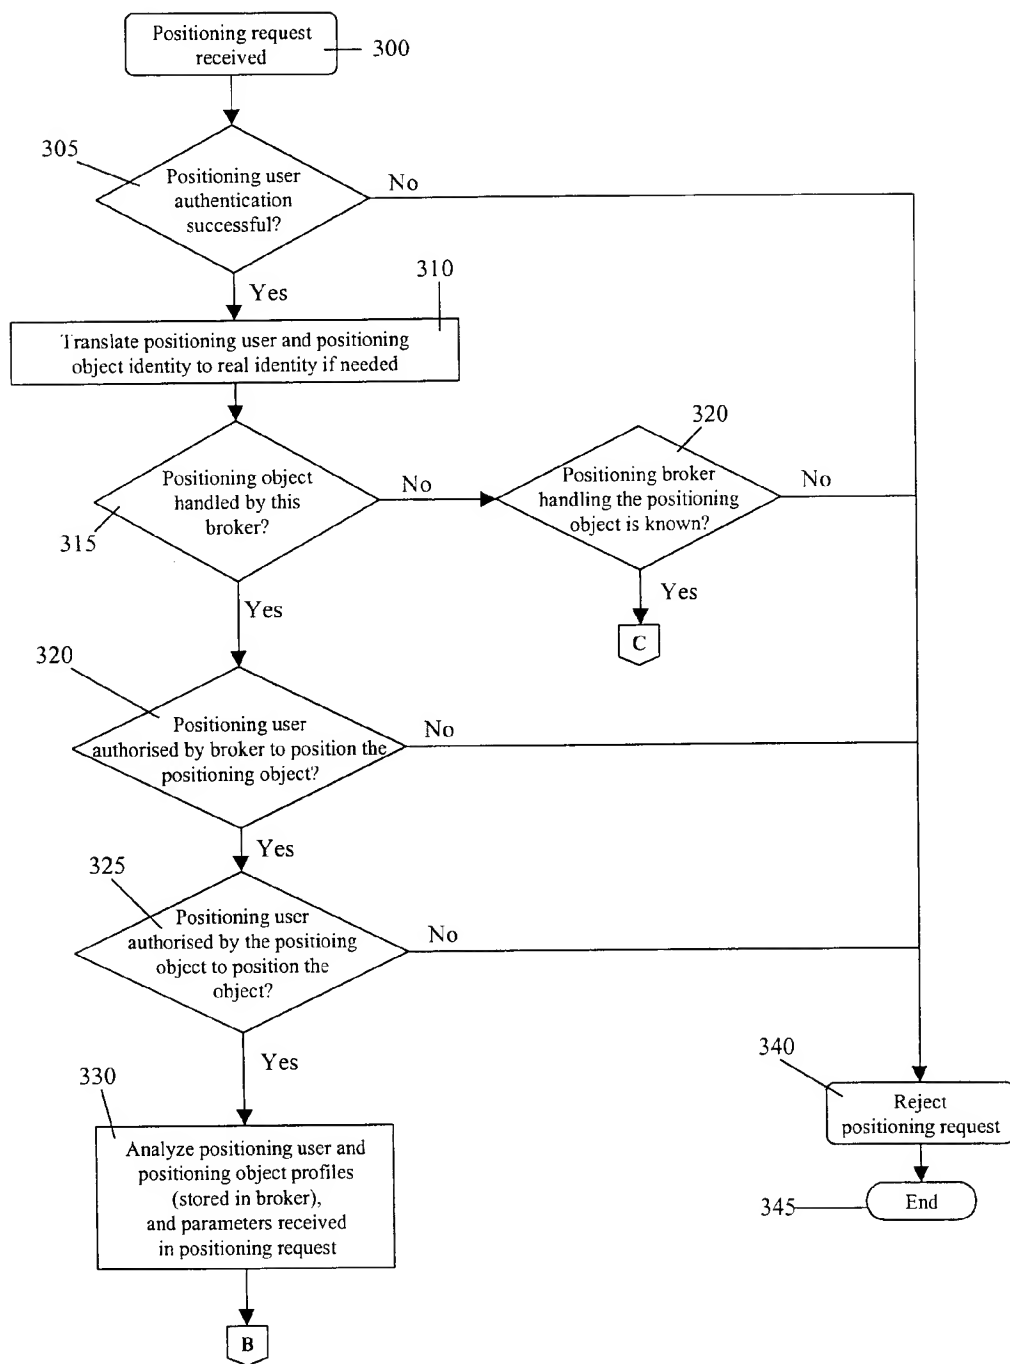 Positioning request
received
300
305
Positioning user
authentication
successful?
No
Yes
310
Translate positioning user and positioning
object identity to real identity if needed
Positioning object
handled by this
broker?
315
No
320
Positioning broker
handling the positioning
object is known?
No
Yes
C
Yes
320
Positioning user
authorised by broker to position the
positioning object?
No
Yes
325
Positioning user
authorised by the positioing
object to position the
object?
No
Yes
330
Analyze positioning user and
positioning object profiles
(stored in broker),
and parameters received
in positioning request
B
340
Reject
positioning request
345
End